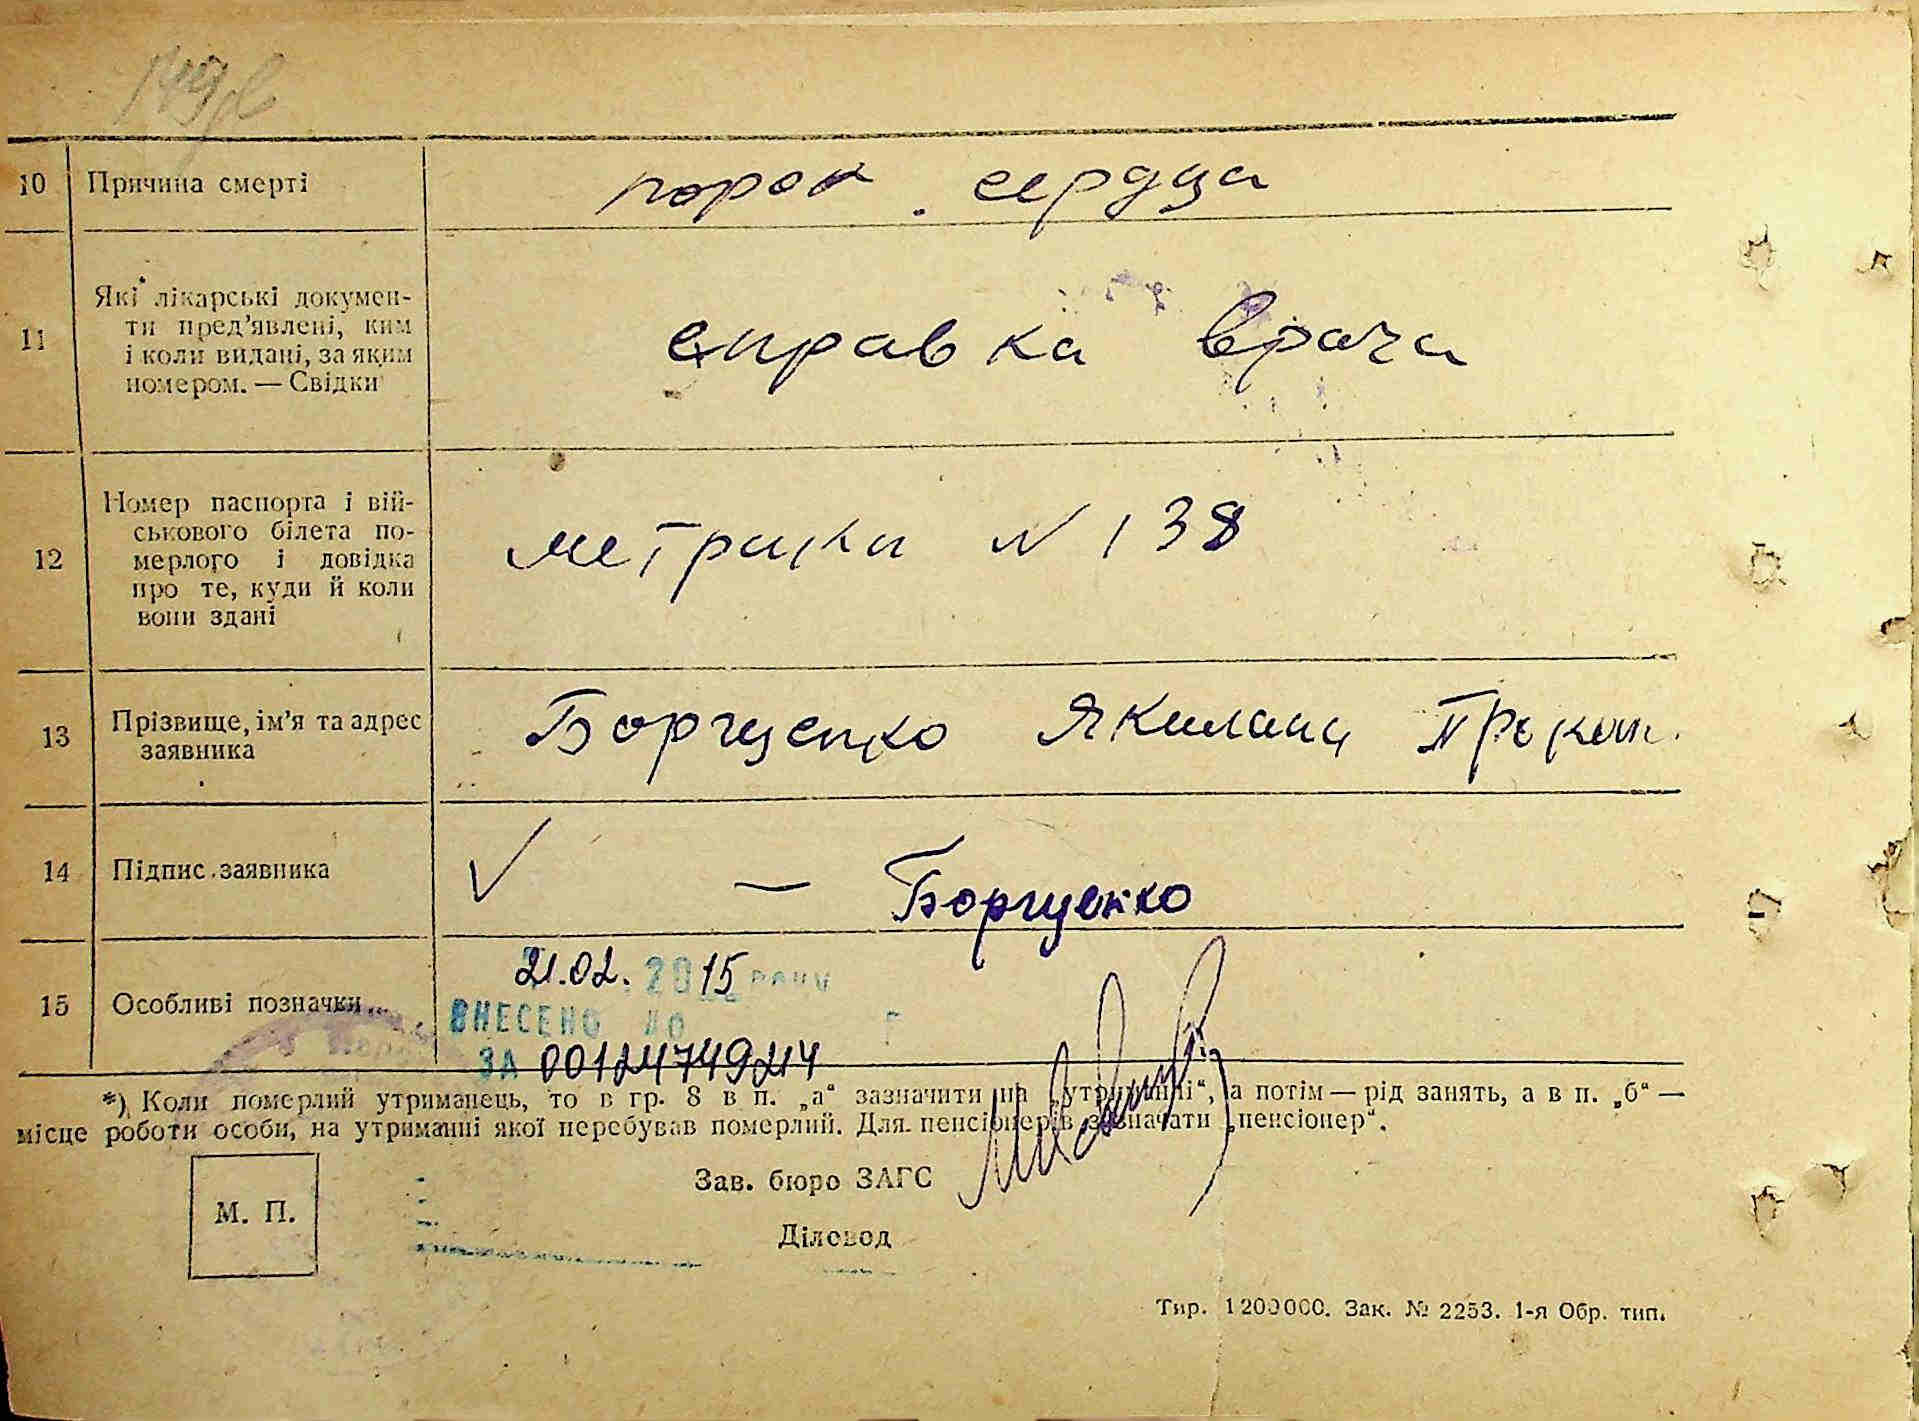 10 Причина смерті порок сердца
11 Які лікарські докумен-
ти пред'явлені, ким
і коли видані, за яким
номером. — Свідки
справка врача
12 Номер паспорта і вій-
ськового білета по-
мерлого і довідка
про те, куди й коли
вони здані
метрика N 138
13 Прізвище, ім'я та адрес
заявника
Борщенко Якилина Прокоп.
14 Підпис заявника — Борщенко
21.02.2015 року
15 Особливі позначки
ВНЕСЕНО ДО Г
ЗА 00124749244
*) Коли померлий утриманець, то в гр. 8 в п. „а“ зазначити на „утриманні“, а потім — рід занять, а в п. „б“ —
місце роботи особи, на утриманні якої перебував померлий. Для пенсіонерів зазначати „пенсіонер“.
Зав. бюро ЗАГС
М. П.
Діловод
Тир. 1200000. Зак. № 2253. 1-я Обр. тип.